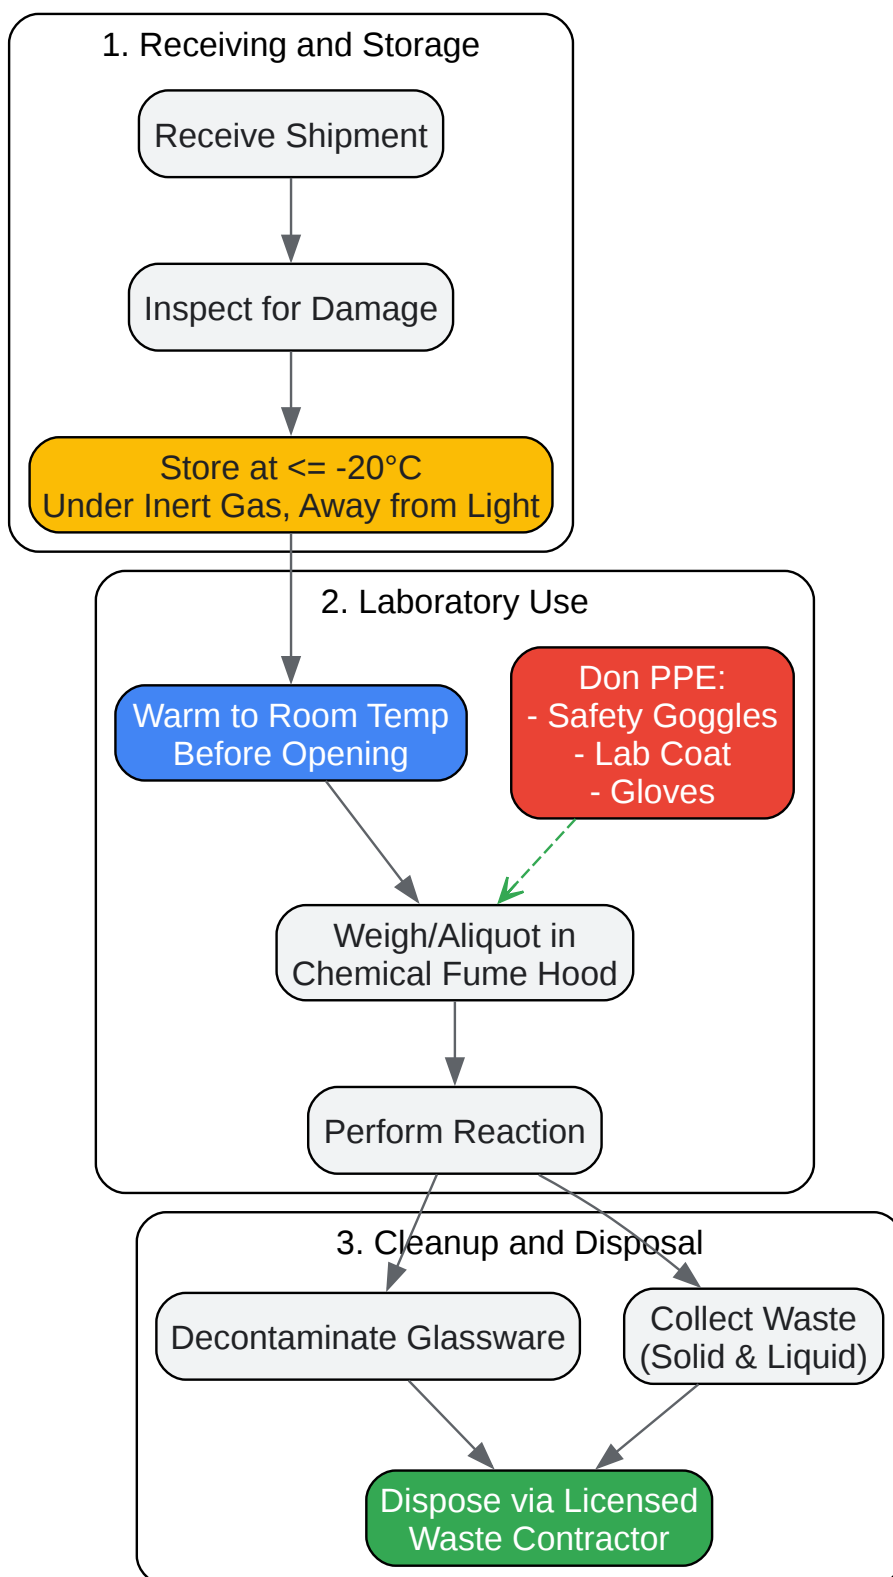 1. Receiving and Storage
Receive Shipment
Inspect for Damage
Store at <= -20°C
Under Inert Gas, Away from Light
2. Laboratory Use
Warm to Room Temp
Before Opening
Don PPE:
- Safety Goggles
- Lab Coat
- Gloves
Weigh/Aliquot in
Chemical Fume Hood
Perform Reaction
3. Cleanup and Disposal
Decontaminate Glassware
Collect Waste
(Solid & Liquid)
Dispose via Licensed
Waste Contractor